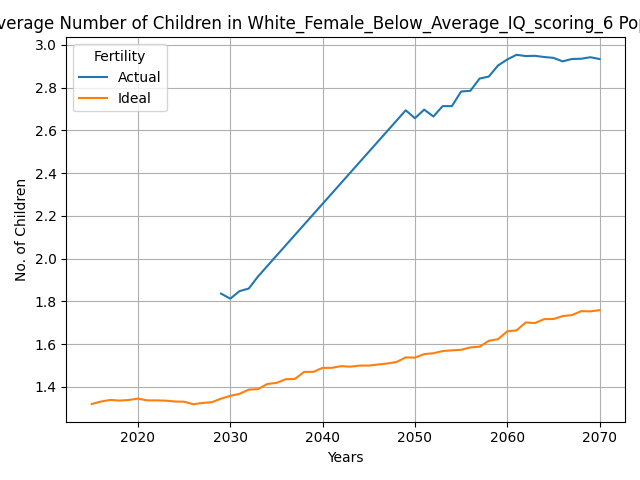 verage Number of Children in White_Female_Below_Average_IQ_scoring_6 Pop
Fertility
Actual
Ideal
3.0
2.8
2.6
2.4
2.2
2.0
1.8
1.6
1.4
No. of Children
2020
2030
2040
2050
2060
2070
Years